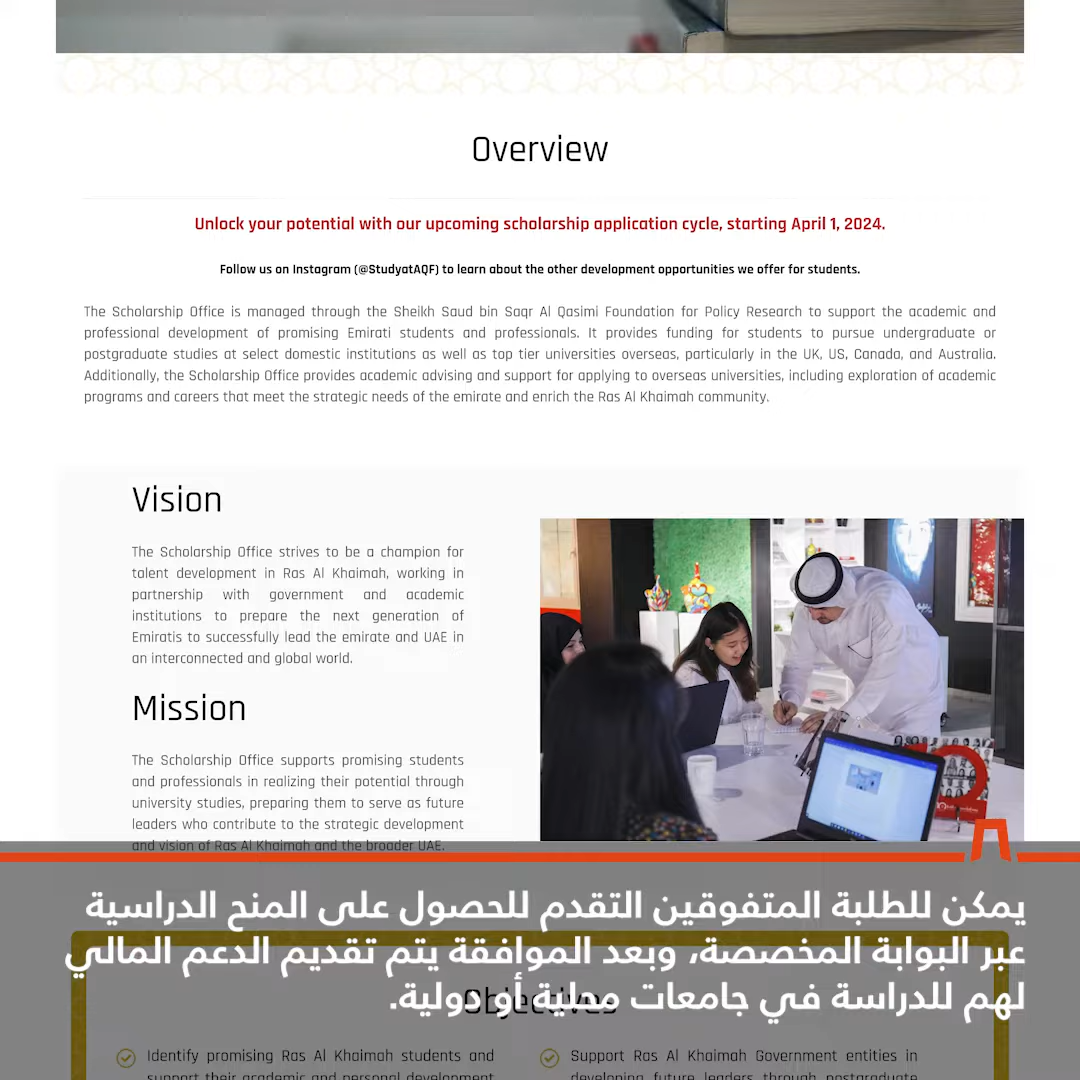 Overview
Unlock your potential with our upcoming scholarship application cycle, starting April 1, 2024.
Follow us on Instagram (@StudyatAQF) to learn about the other development opportunities we offer for students.
The Scholarship Office is managed through the Sheikh Saud bin Saqr Al Qasimi Foundation for Policy Research to support the academic and
professional development of promising Emirati students and professionals. It provides funding for students to pursue undergraduate or
postgraduate studies at select domestic institutions as well as top tier universities overseas, particularly in the UK, US, Canada, and Australia.
Additionally, the Scholarship Office provides academic advising and support for applying to overseas universities, including exploration of academic
programs and careers that meet the strategic needs of the emirate and enrich the Ras Al Khaimah community.
Vision
The Scholarship Office strives to be a champion for
talent development in Ras Al Khaimah, working in
partnership with government and academic
institutions to prepare the next generation of
Emiratis to successfully lead the emirate and UAE in
an interconnected and global world.
Mission
The Scholarship Office supports promising students
and professionals in realizing their potential through
university studies, preparing them to serve as future
leaders who contribute to the strategic development
and vision of Ras Al Khaimah and the broader UAE.
يمكن للطلبة المتفوقين التقدم للحصول على المنح الدراسية
عبر البوابة المخصصة، وبعد الموافقة يتم تقديم الدعم المالي
لهم للدراسة في جامعات محلية أو دولية.
Objectives
Identify promising Ras Al Khaimah students and
support their academic and personal development
Support Ras Al Khaimah Government entities in
developing future leaders through postgraduate